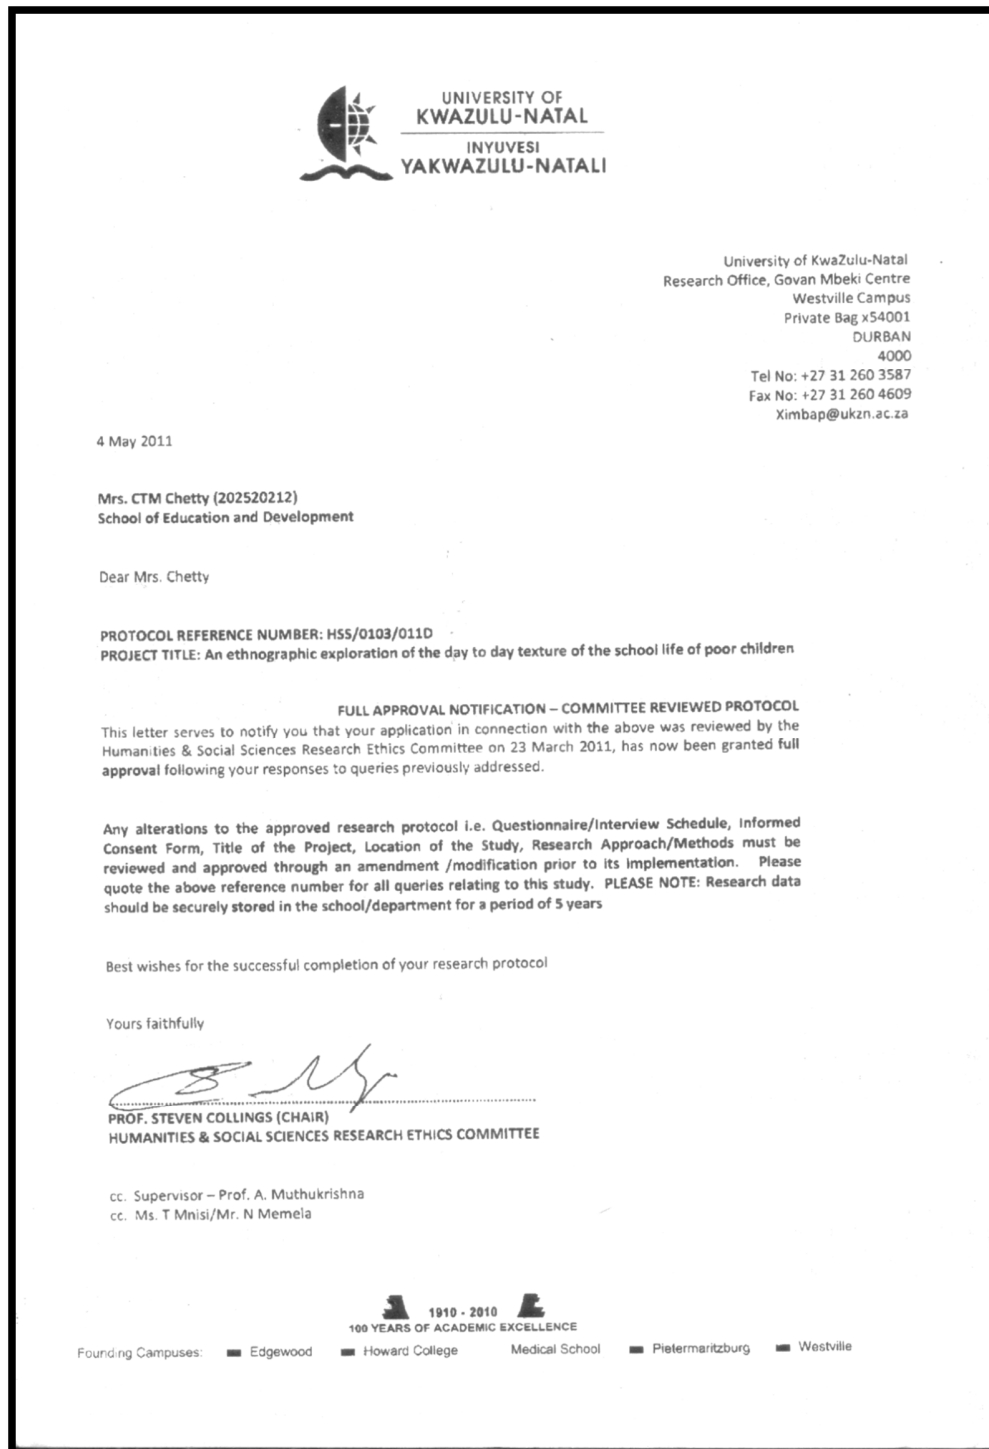 UNIVERSITY OF
KWAZULU-NATAL
INYUVESI
YAKWAZULU-NATALI
University of KwaZulu-Natal
Research Office, Govan Mbeki Centre
Westville Campus
Private Bag x54001
DURBAN
4000
Tel No: +27 31 260 3587
Fax No: +27 31 260 4609
Ximbap@ukzn.ac.za
4 May 2011
Mrs. CTM Chetty (202520212)
School of Education and Development
Dear Mrs. Chetty
PROTOCOL REFERENCE NUMBER: HSS/0103/011D
PROJECT TITLE: An ethnographic exploration of the day to day texture of the school life of poor children
FULL APPROVAL NOTIFICATION – COMMITTEE REVIEWED PROTOCOL
This letter serves to notify you that your application in connection with the above was reviewed by the
Humanities & Social Sciences Research Ethics Committee on 23 March 2011, has now been granted full
approval following your responses to queries previously addressed.
Any alterations to the approved research protocol i.e. Questionnaire/Interview Schedule, Informed
Consent Form, Title of the Project, Location of the Study, Research Approach/Methods must be
reviewed and approved through an amendment /modification prior to its implementation. Please
quote the above reference number for all queries relating to this study. PLEASE NOTE: Research data
should be securely stored in the school/department for a period of 5 years
Best wishes for the successful completion of your research protocol
Yours faithfully
PROF. STEVEN COLLINGS (CHAIR)
HUMANITIES & SOCIAL SCIENCES RESEARCH ETHICS COMMITTEE
cc. Supervisor – Prof. A. Muthukrishna
cc. Ms. T Mnisi/Mr. N Memela
1910 - 2010
100 YEARS OF ACADEMIC EXCELLENCE
Founding Campuses: Edgewood Howard College Medical School Pietermaritzburg Westville